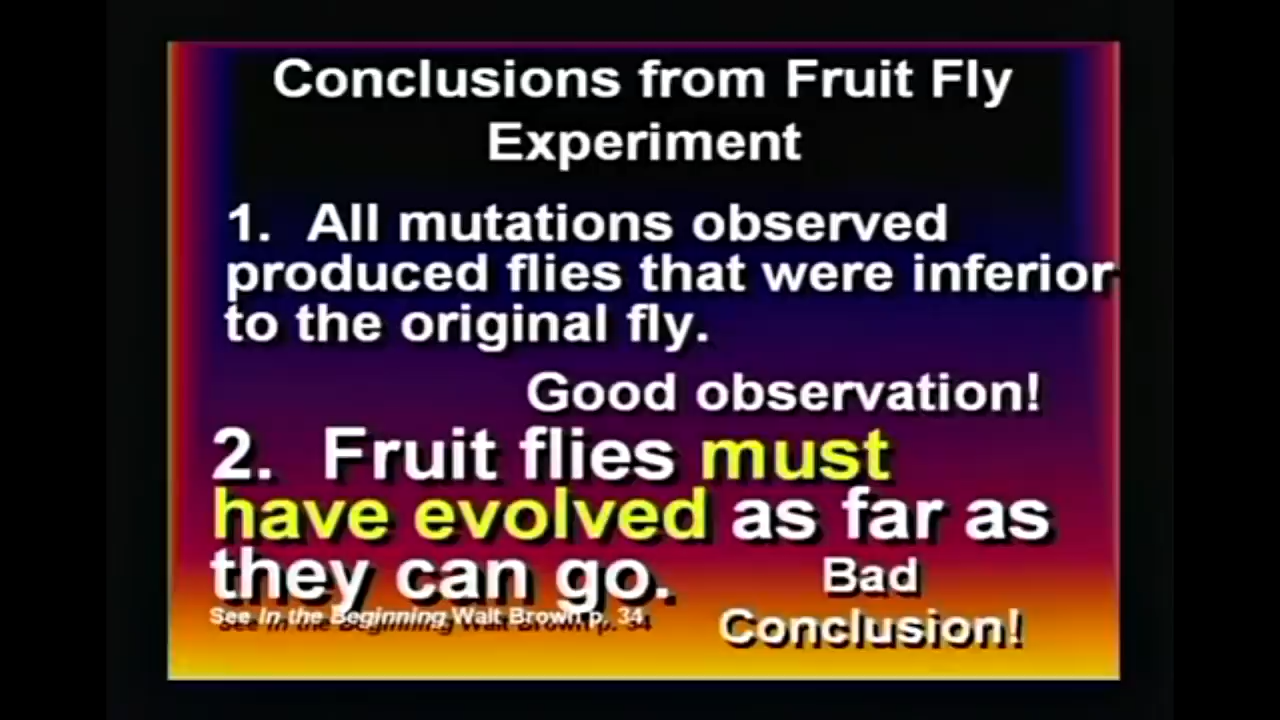 Conclusions from Fruit Fly
Experiment
1. All mutations observed
produced flies that were inferior
to the original fly.
Good observation!
2. Fruit flies must
have evolved as far as
they can go.
Bad
Conclusion!
See In the Beginning Walt Brown p, 34